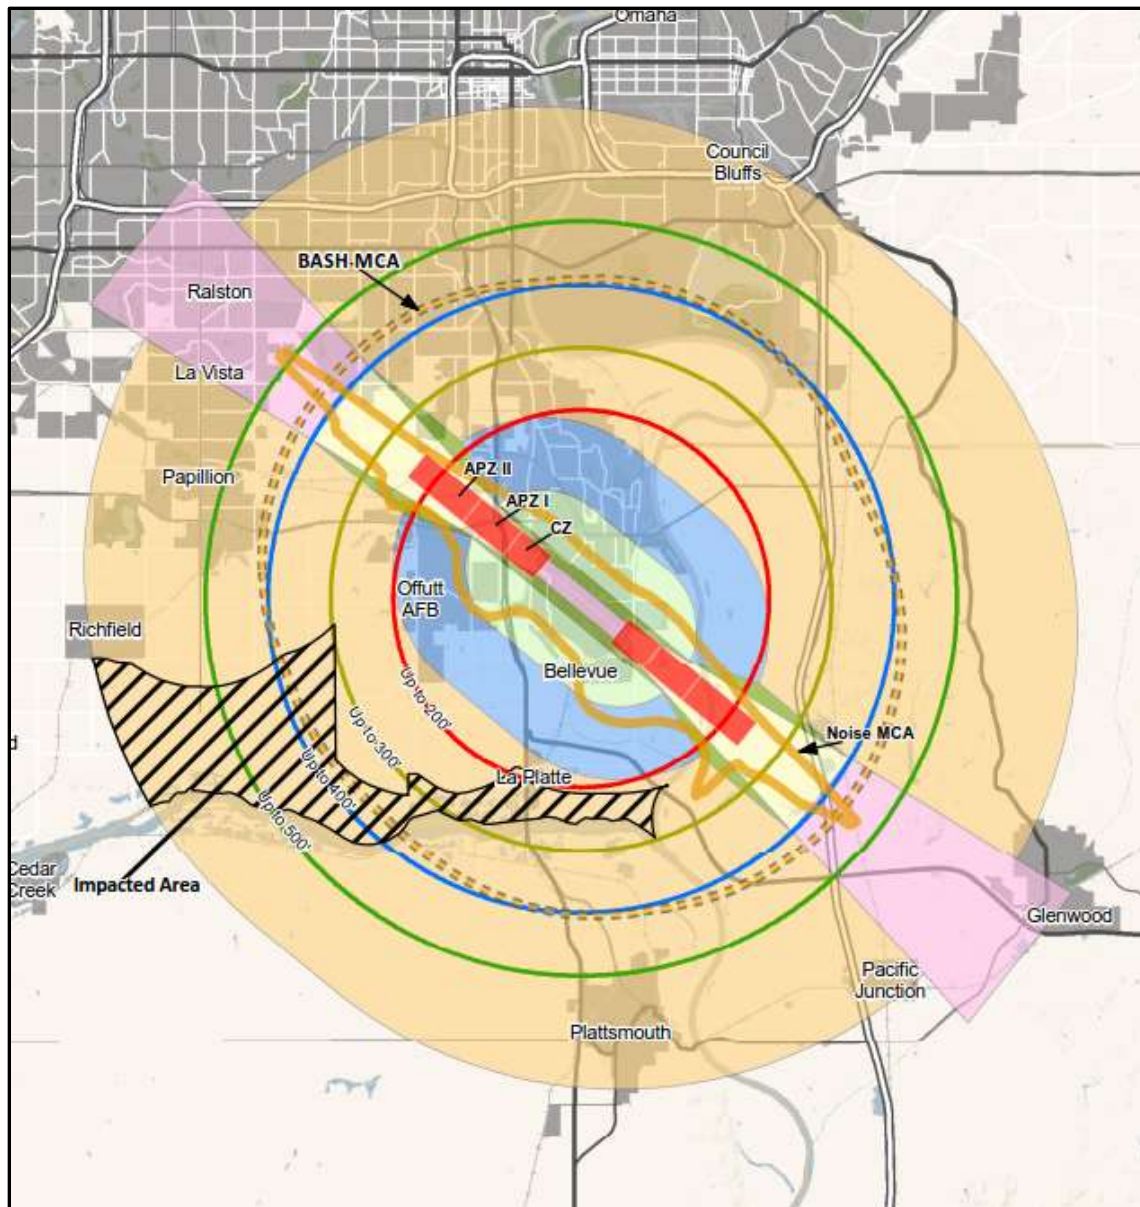 Omaha
Council
Bluffs
BASH MCA
Ralston
La Vista
Papillion
APZ II
APZ I
CZ
Offutt
AFB
Richfield
Bellevue
Up to 200'
Noise MCA
Up to 300'
Up to 400'
La Platte
d
Up to 500'
Cedar
Creek
Impacted Area
Glenwood
Pacific
Junction
Plattsmouth